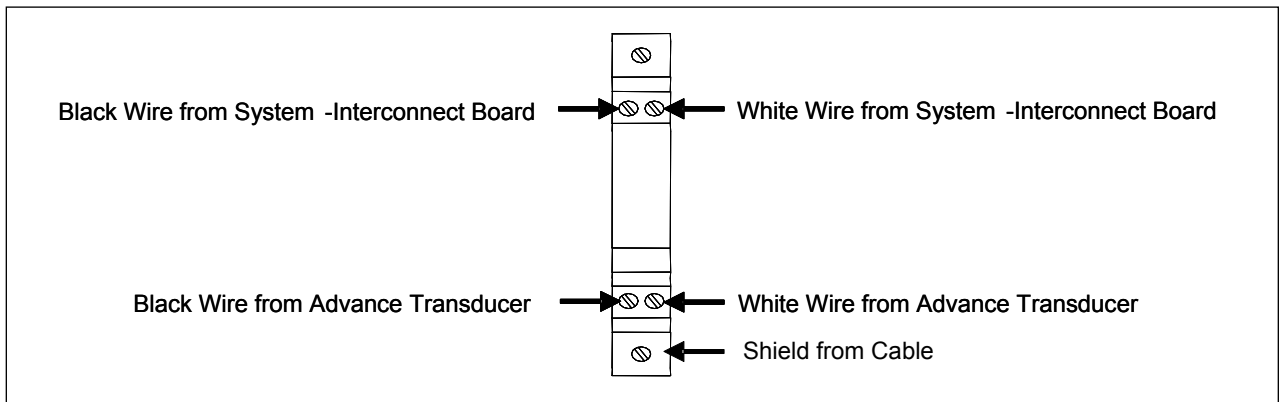 Black Wire from System -Interconnect Board
White Wire from System -Interconnect Board
Black Wire from Advance Transducer
White Wire from Advance Transducer
Shield from Cable